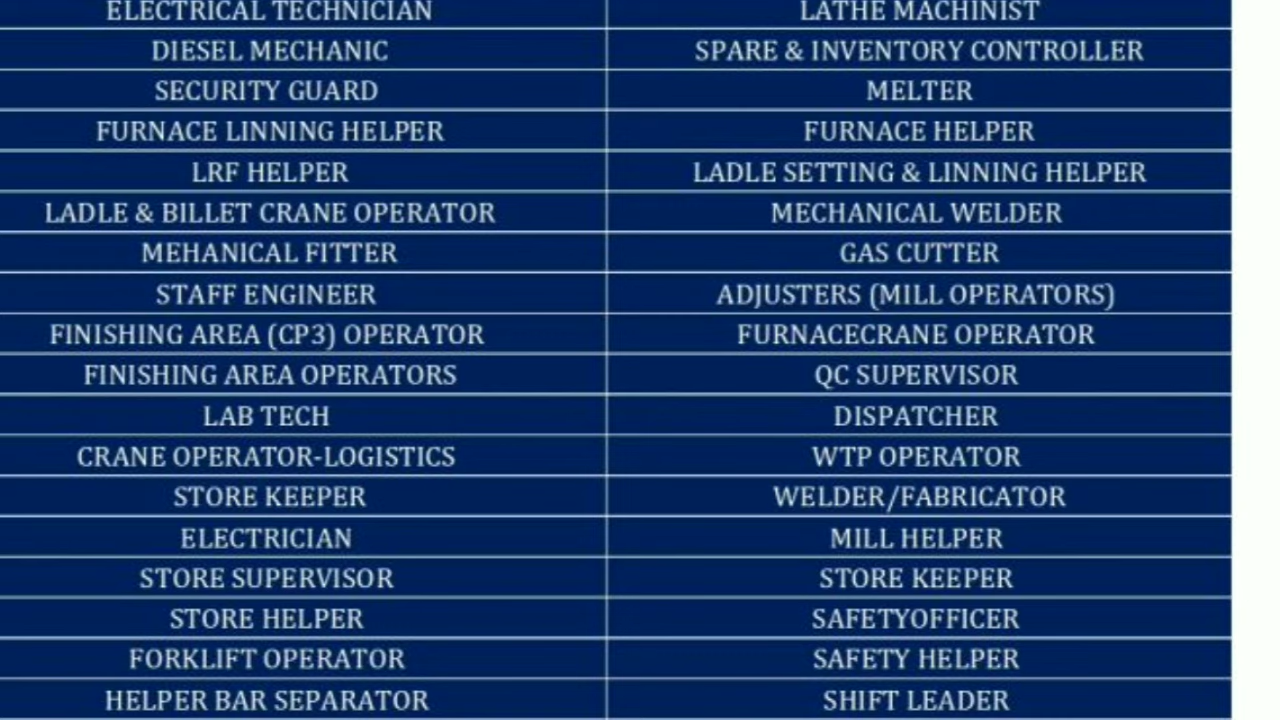 ELECTRICAL TECHNICIAN LATHE MACHINIST
DIESEL MECHANIC SPARE & INVENTORY CONTROLLER
SECURITY GUARD MELTER
FURNACE LINNING HELPER FURNACE HELPER
LRF HELPER LADLE SETTING & LINNING HELPER
LADLE & BILLET CRANE OPERATOR MECHANICAL WELDER
MEHANICAL FITTER GAS CUTTER
STAFF ENGINEER ADJUSTERS (MILL OPERATORS)
FINISHING AREA (CP3) OPERATOR FURNACECRANE OPERATOR
FINISHING AREA OPERATORS QC SUPERVISOR
LAB TECH DISPATCHER
CRANE OPERATOR-LOGISTICS WTP OPERATOR
STORE KEEPER WELDER/FABRICATOR
ELECTRICIAN MILL HELPER
STORE SUPERVISOR STORE KEEPER
STORE HELPER SAFETYOFFICER
FORKLIFT OPERATOR SAFETY HELPER
HELPER BAR SEPARATOR SHIFT LEADER